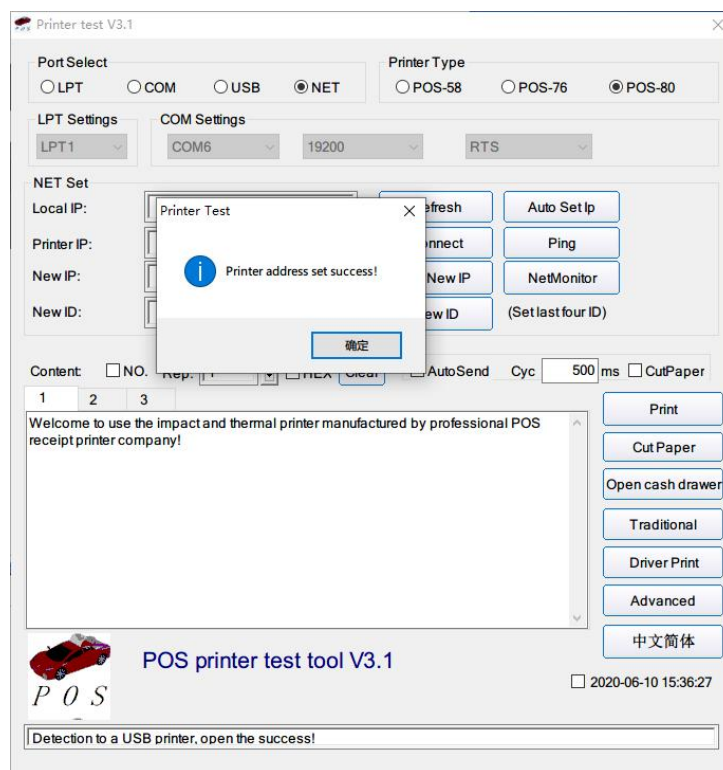 Printer test V3.1
Port Select
Printer Type
LPT COM USB NET POS-58 POS-76 POS-80
LPT Settings COM Settings
LPT1 COM6 19200 RTS
NET Set
Local IP: Auto Set Ip
Printer Test
Printer IP: Ping
Printer address set success!
New IP: New IP NetMonitor
New ID: (Set last four ID)
确定
Content: NO. AutoSend Cyc 500 ms CutPaper
1 2 3
Welcome to use the impact and thermal printer manufactured by professional POS
receipt printer company!
Print
Cut Paper
Open cash drawer
Traditional
Driver Print
Advanced
中文简体
POS printer test tool V3.1
POS
2020-06-10 15:36:27
Detection to a USB printer, open the success!